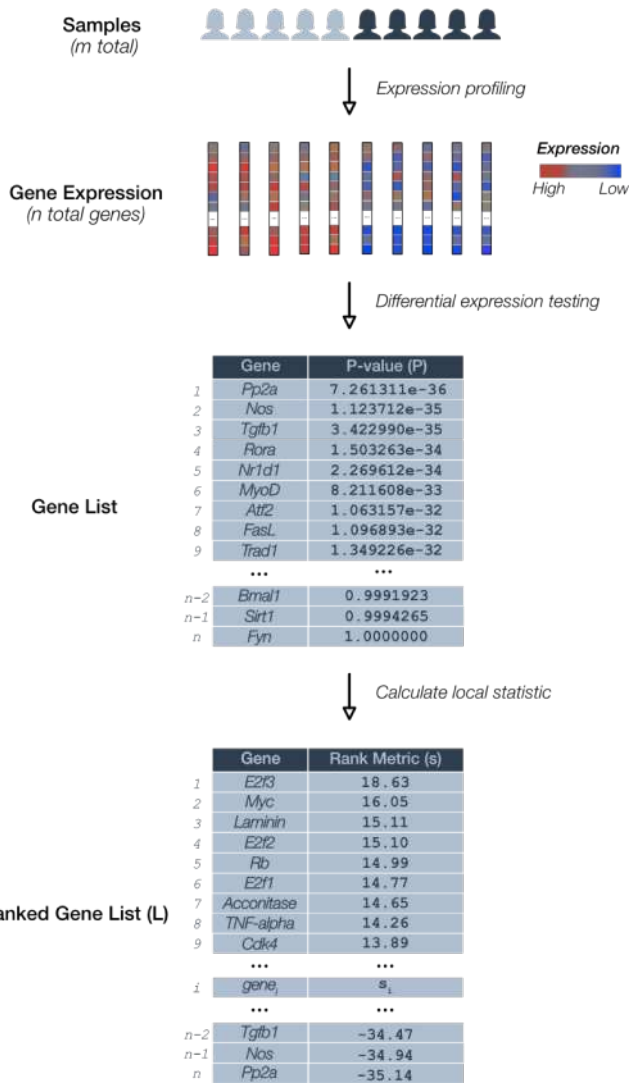 Samples
(m total)
Expression profiling
Gene Expression
(n total genes)
Expression
High Low
Differential expression testing
Gene List
Gene P-value (P)
1 Pp2a 7.261311e-36
2 Nos 1.123712e-35
3 Tgfb1 3.422990e-35
4 Rora 1.503263e-34
5 Nr1d1 2.269612e-34
6 MyoD 8.211608e-33
7 Atf2 1.063157e-32
8 FasL 1.096893e-32
9 Trad1 1.349226e-32
... ...
n-2 Bmal1 0.9991923
n-1 Sirt1 0.9994265
n Fyn 1.0000000
Calculate local statistic
anked Gene List (L)
Gene Rank Metric (s)
1 E2f3 18.63
2 Myc 16.05
3 Laminin 15.11
4 E2f2 15.10
5 Rb 14.99
6 E2f1 14.77
7 Acconitase 14.65
8 TNF-alpha 14.26
9 Cdk4 13.89
... ...
i gene_i s_i
... ...
n-2 Tgfb1 -34.47
n-1 Nos -34.94
n Pp2a -35.14